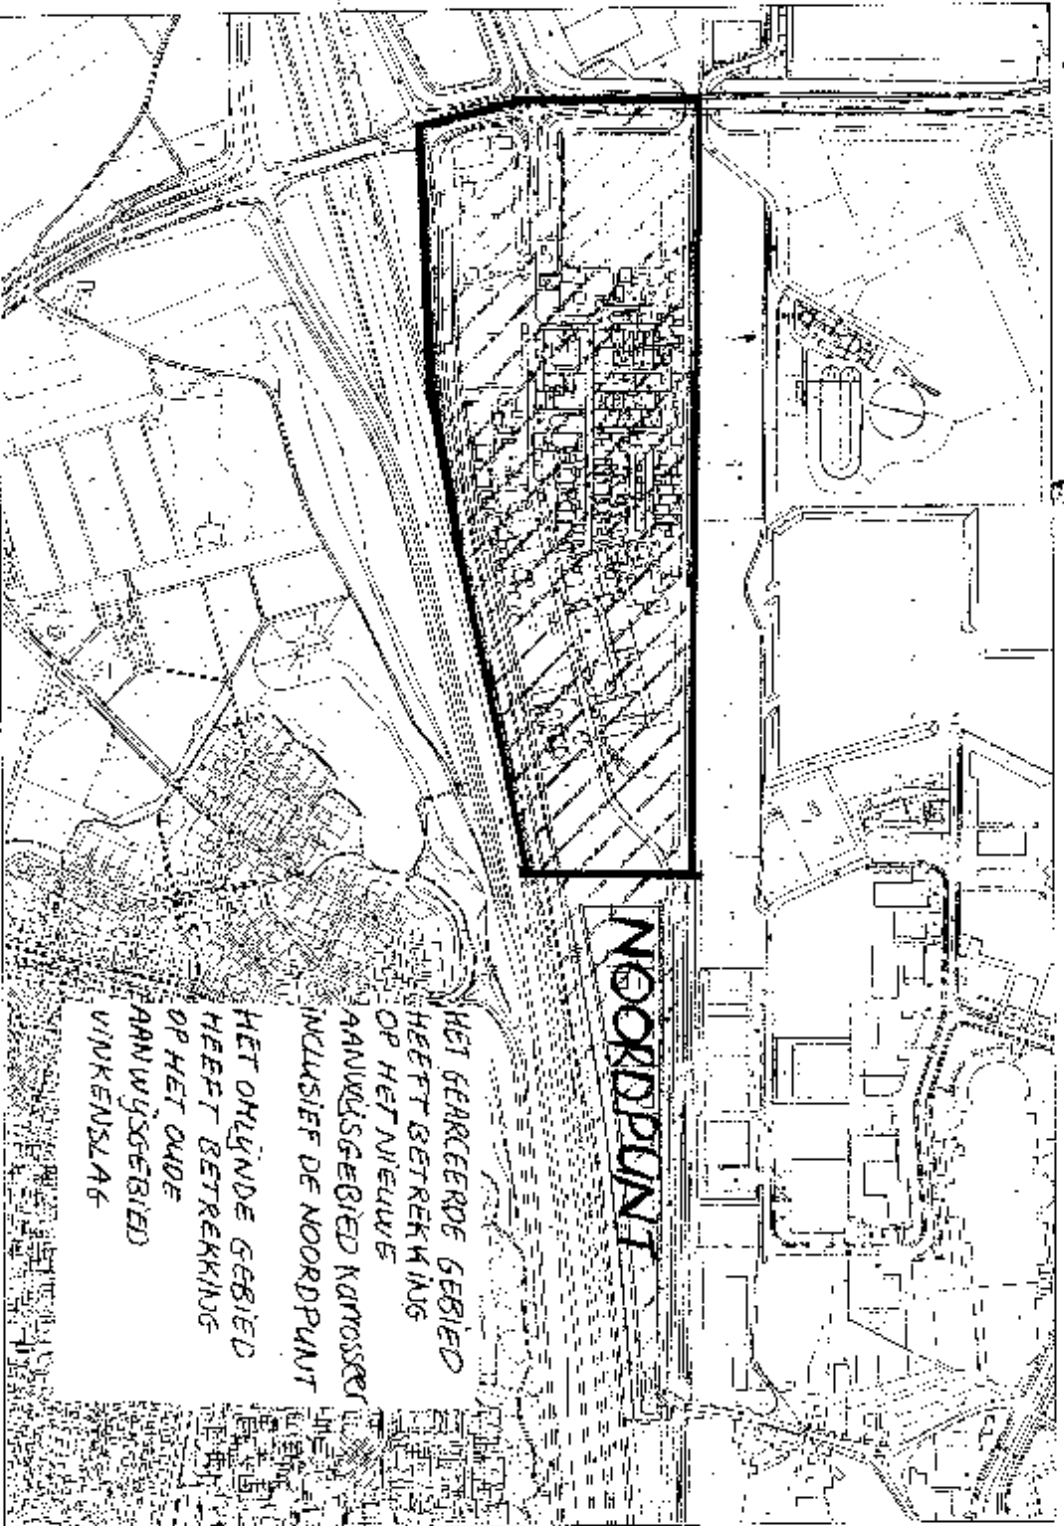 NOORDPUNT
HET GEARCEERDE GEBIED
HEEFT BETREKKING
OP HET NIEUWE
AANWIJSGEBIED Karrosseer
INCLUSIEF DE NOORDPUNT
HET OMLIJNDE GEBIED
HEEFT BETREKKING
OP HET OUDE
AANWIJSGEBIED
VINKENSLAG